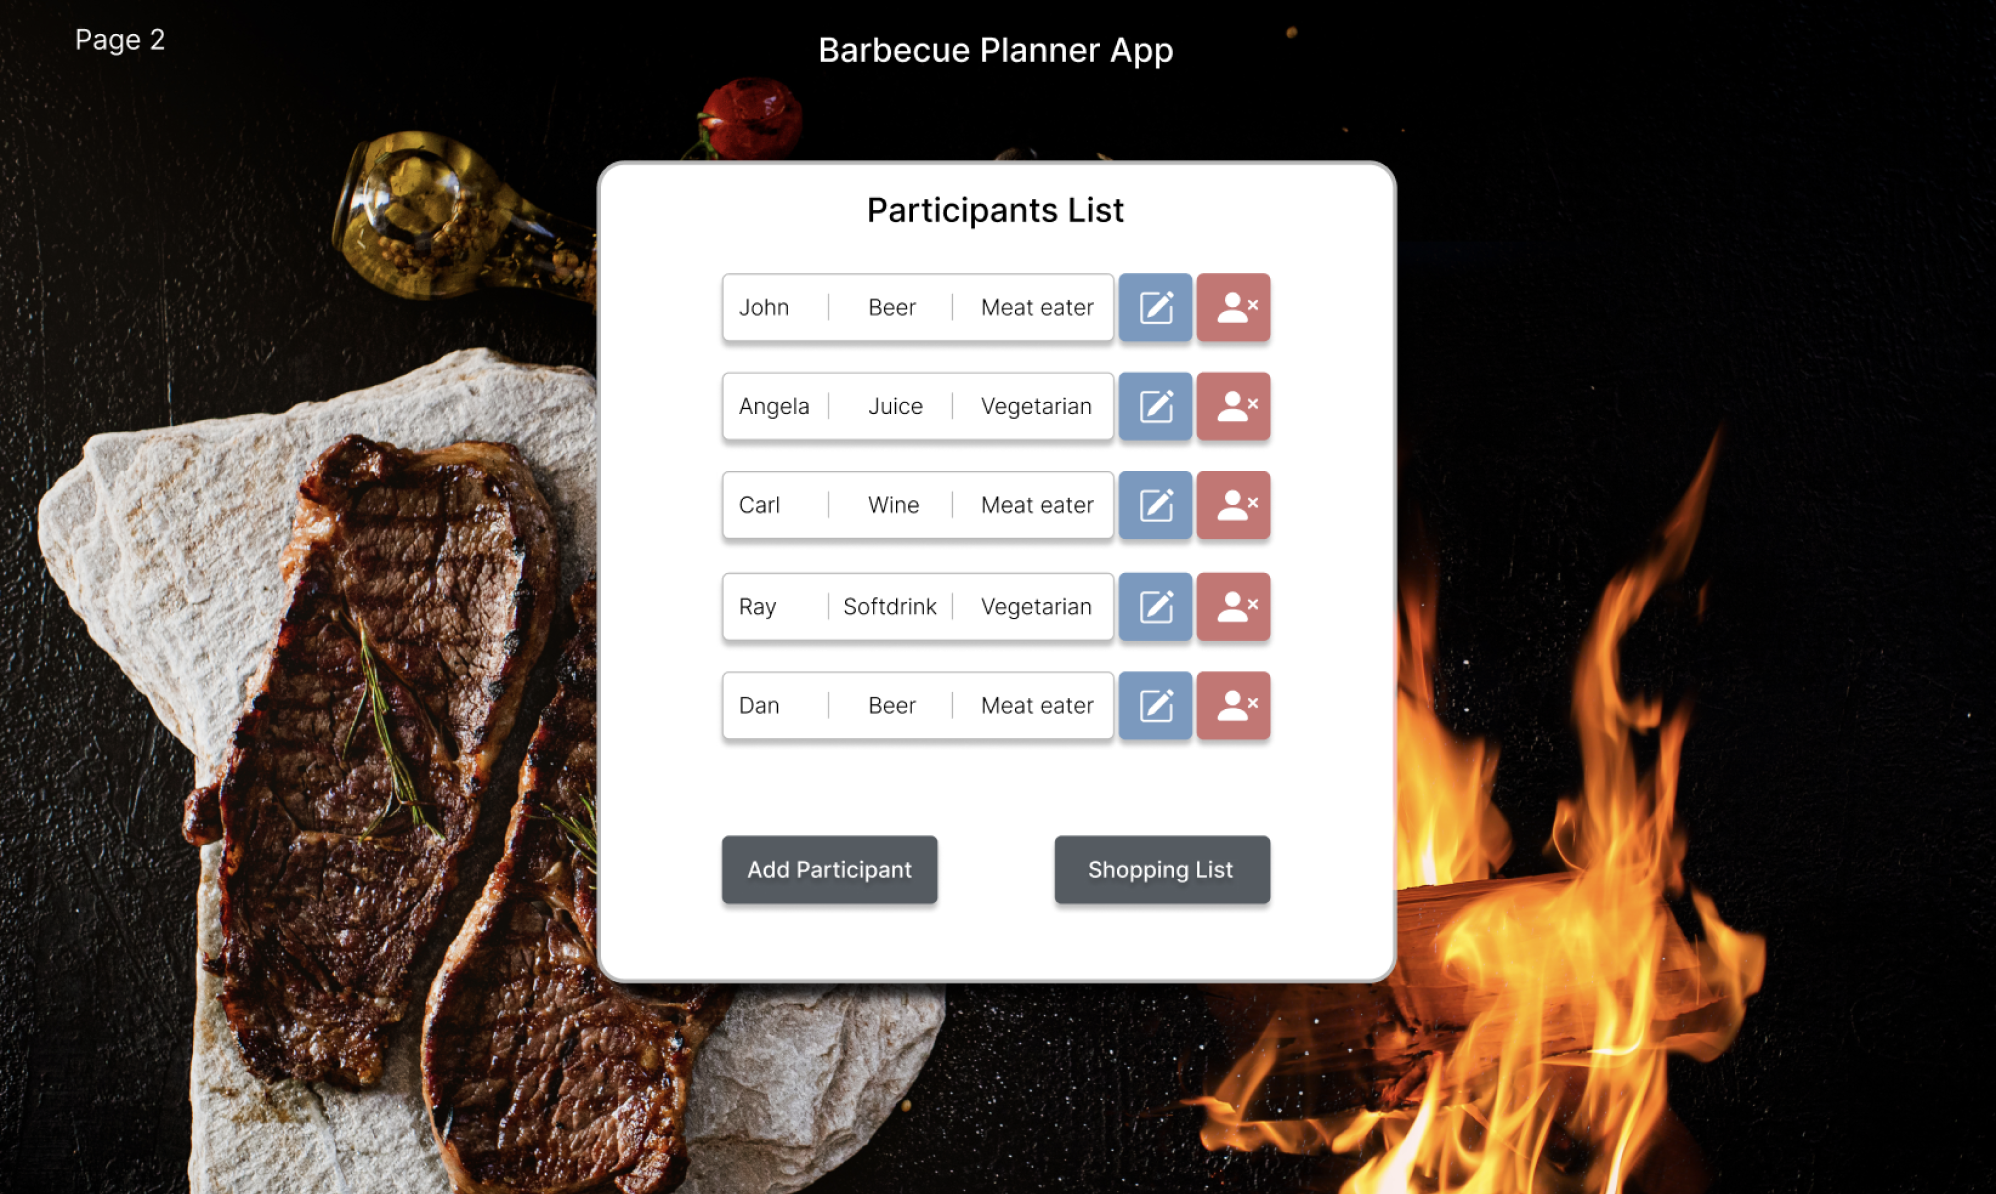 Page 2
Barbecue Planner App
Participants List
John | Beer | Meat eater
Angela | Juice | Vegetarian
Carl | Wine | Meat eater
Ray | Softdrink | Vegetarian
Dan | Beer | Meat eater
Add Participant
Shopping List